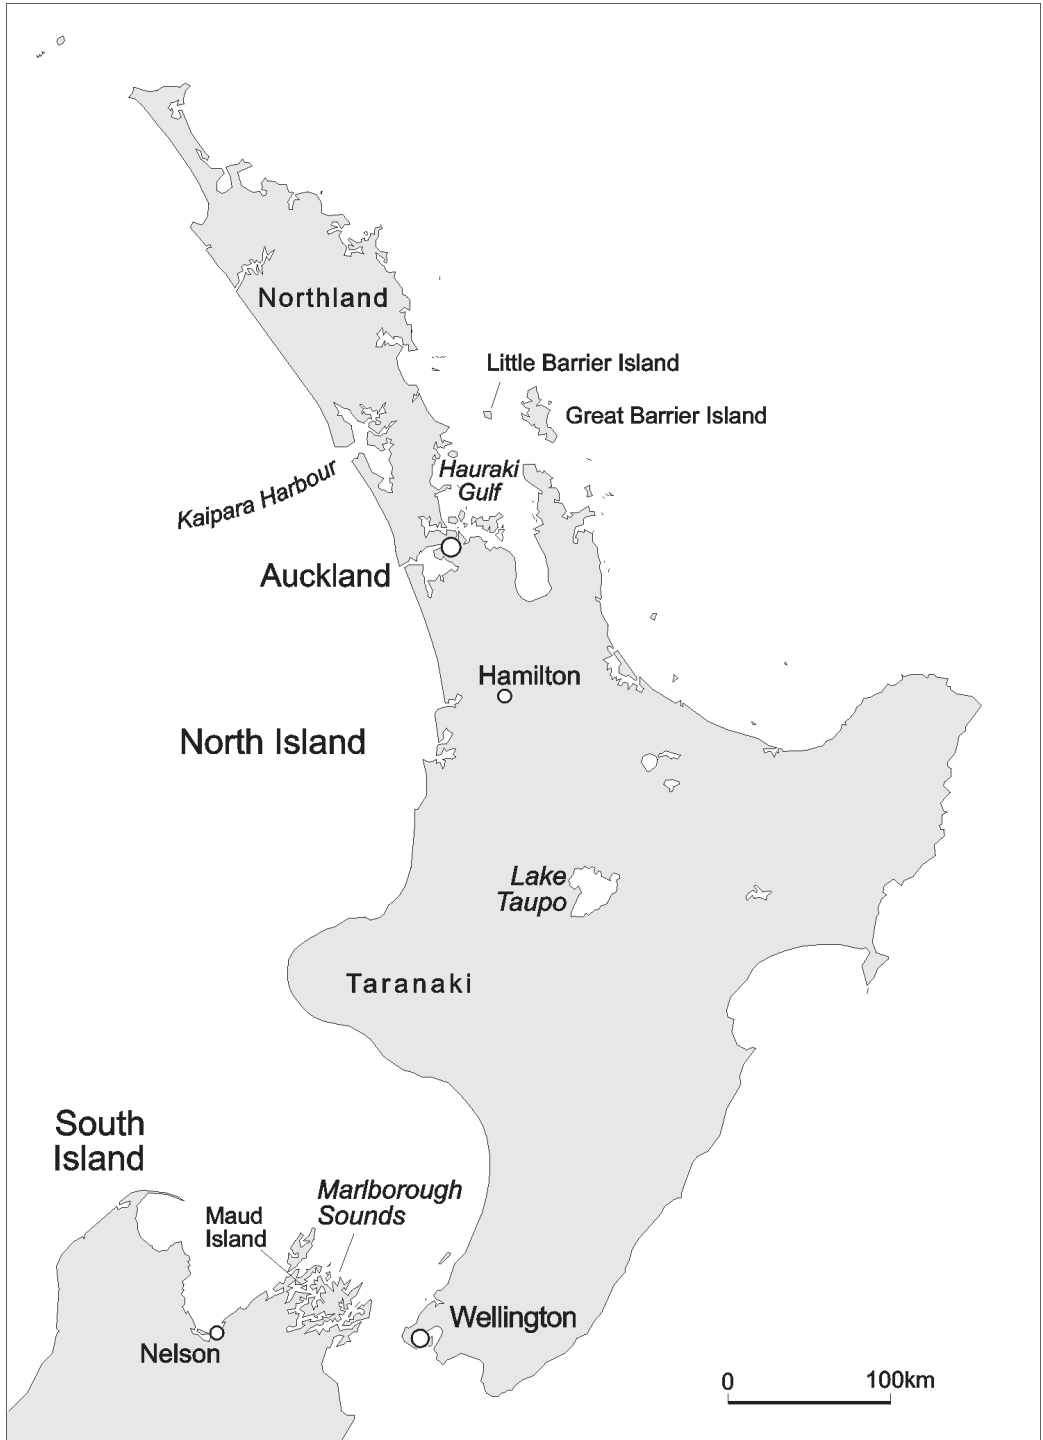 Northland
Little Barrier Island
Great Barrier Island
Hauraki
Gulf
Kaipara Harbour
Auckland
Hamilton
North Island
Lake
Taupo
Taranaki
South
Island
Marlborough
Sounds
Maud
Island
Wellington
Nelson
0 100km